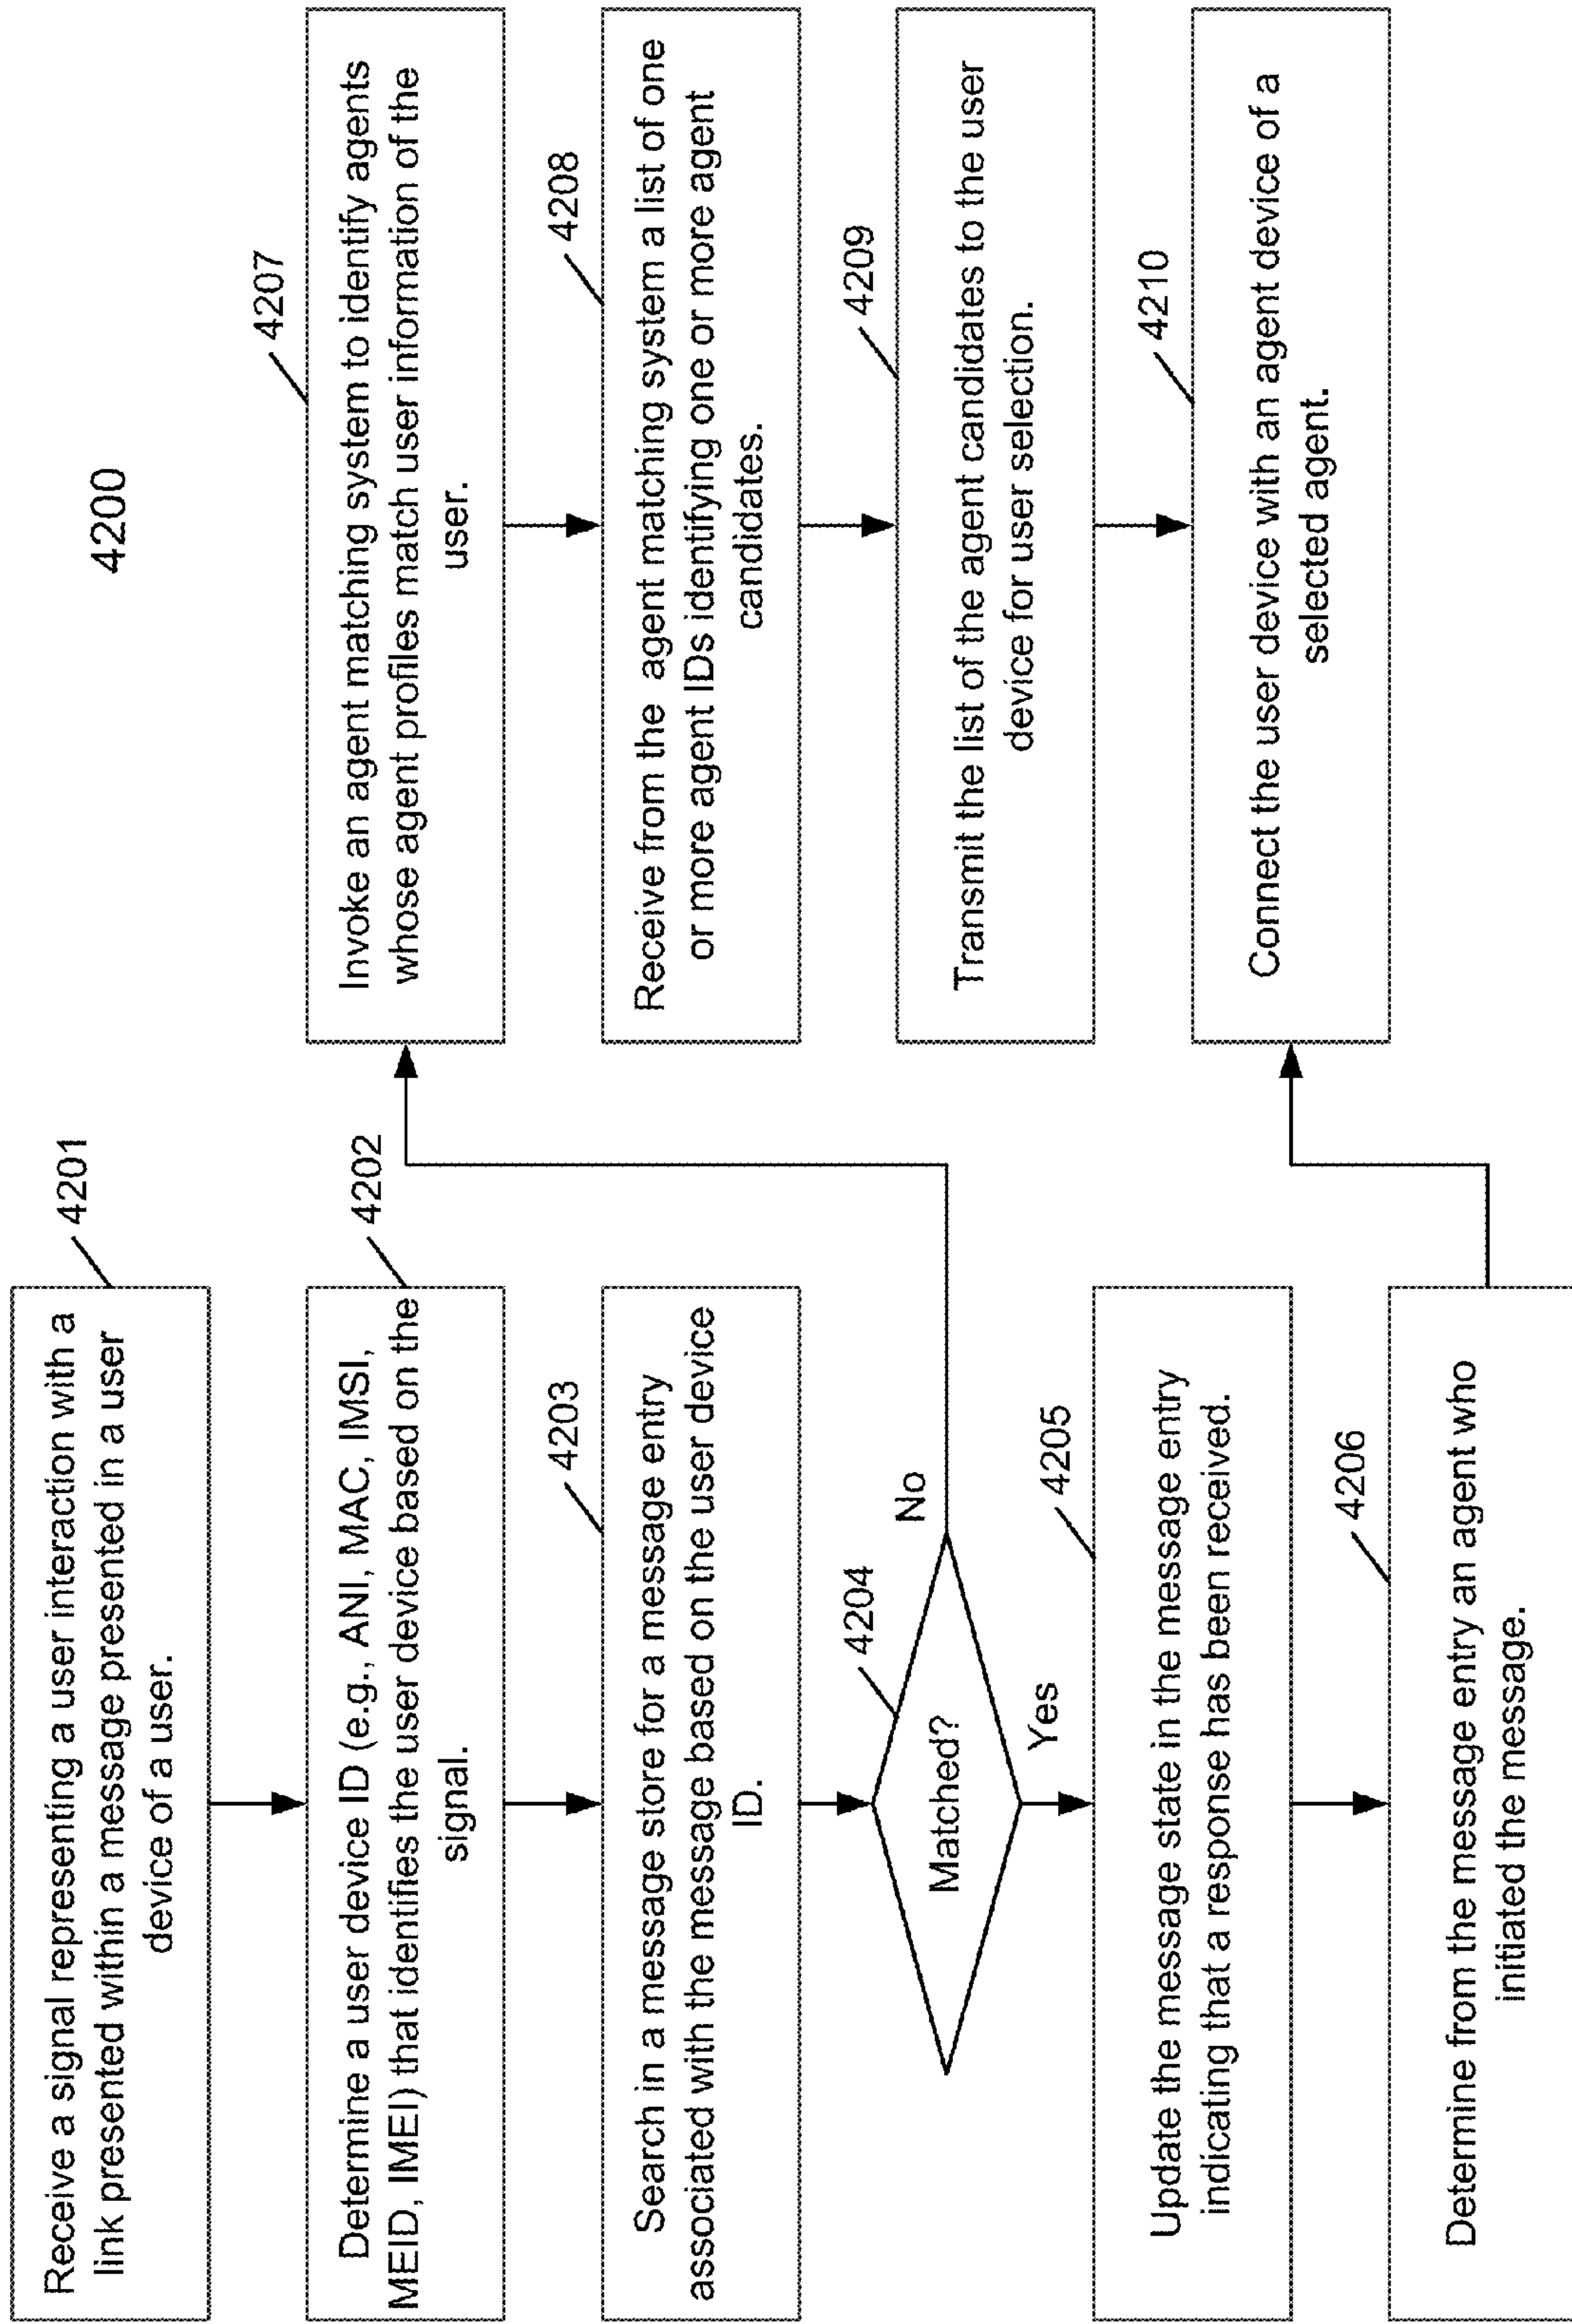 4200
4201
Receive a signal representing a user interaction with a
link presented within a message presented in a user
device of a user.
4202
Determine a user device ID (e.g., ANI, MAC, IMSI,
MEID, IMEI) that identifies the user device based on the
signal.
4203
Search in a message store for a message entry
associated with the message based on the user device
ID.
4204
Matched?
No
Yes
4205
Update the message state in the message entry
indicating that a response has been received.
4206
Determine from the message entry an agent who
initiated the message.
4207
Invoke an agent matching system to identify agents
whose agent profiles match user information of the
user.
4208
Receive from the agent matching system a list of one
or more agent IDs identifying one or more agent
candidates.
4209
Transmit the list of the agent candidates to the user
device for user selection.
4210
Connect the user device with an agent device of a
selected agent.